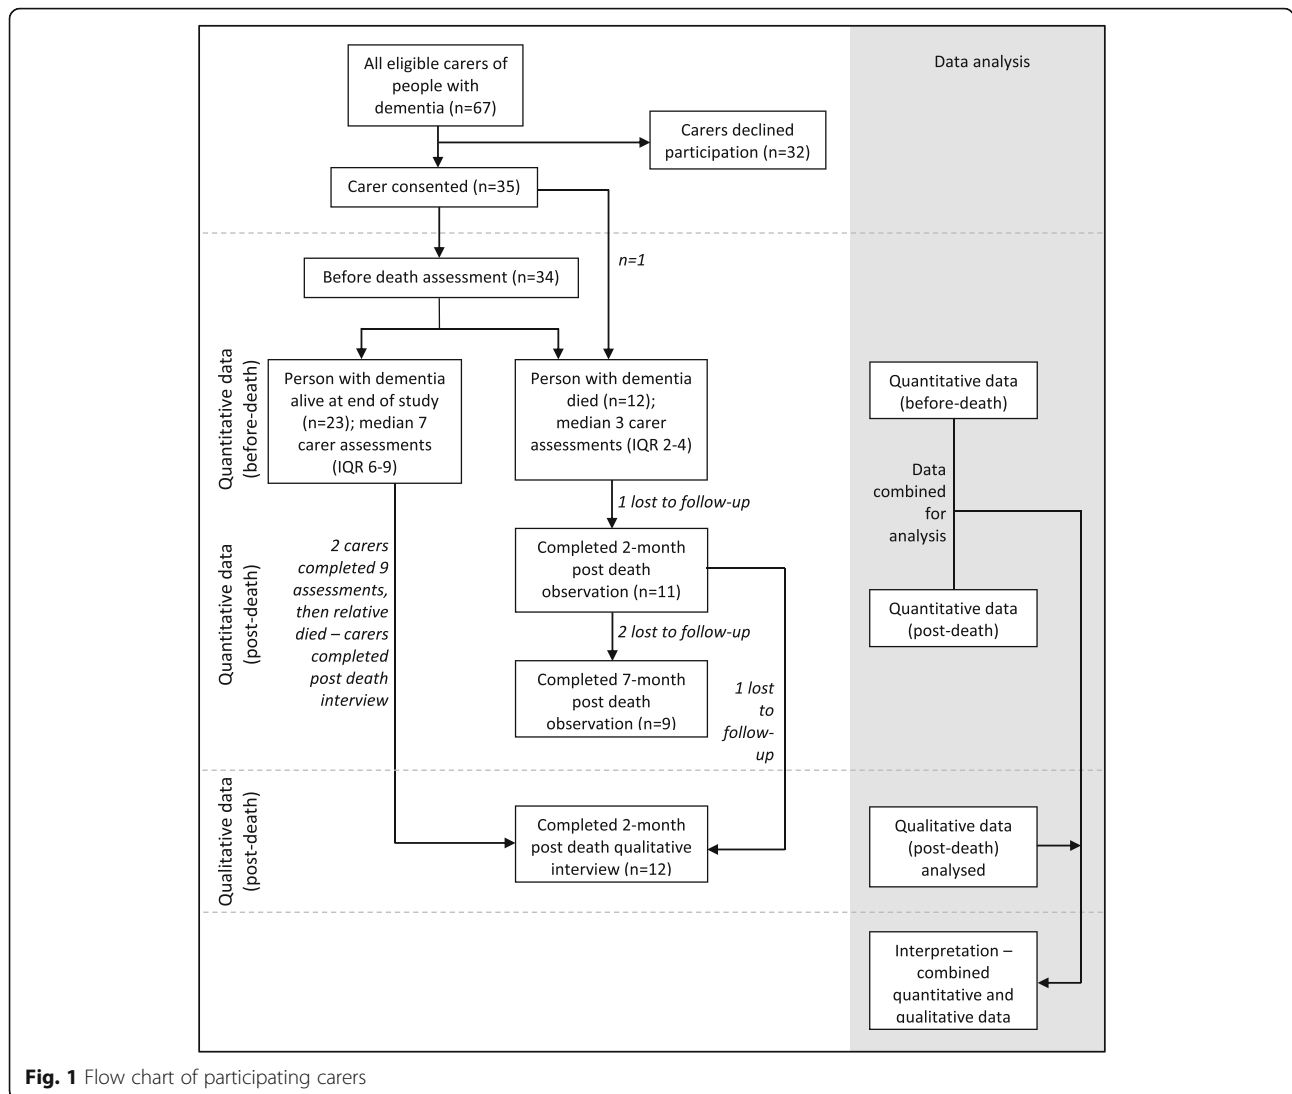 All eligible carers of
people with
dementia (n=67)
Data analysis
Carers declined
participation (n=32)
Carer consented (n=35)
n=1
Before death assessment (n=34)
Quantitative data
(before-death)
Person with dementia
alive at end of study
(n=23); median 7
carer assessments
(IQR 6-9)
Person with dementia
died (n=12);
median 3 carer
assessments (IQR 2-4)
Quantitative data
(before-death)
Data
combined
for
analysis
1 lost to follow-up
Quantitative data
(post-death)
2 carers
completed 9
assessments,
then relative
died – carers
completed
post death
interview
Completed 2-month
post death
observation (n=11)
Quantitative data
(post-death)
2 lost to follow-up
Completed 7-month
post death
observation (n=9)
1 lost
to
follow-
up
Qualitative data
(post-death)
Completed 2-month
post death qualitative
interview (n=12)
Qualitative data
(post-death)
analysed
Interpretation –
combined
quantitative and
qualitative data
Fig. 1 Flow chart of participating carers